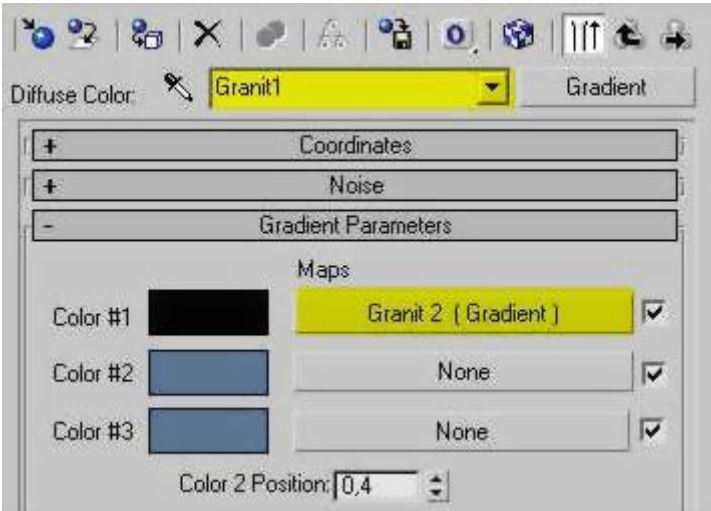 0
Diffuse Color: Granit1 Gradient
+ Coordinates
+ Noise
- Gradient Parameters
Maps
Color #1 Granit 2 ( Gradient )
Color #2 None
Color #3 None
Color 2 Position: 0,4